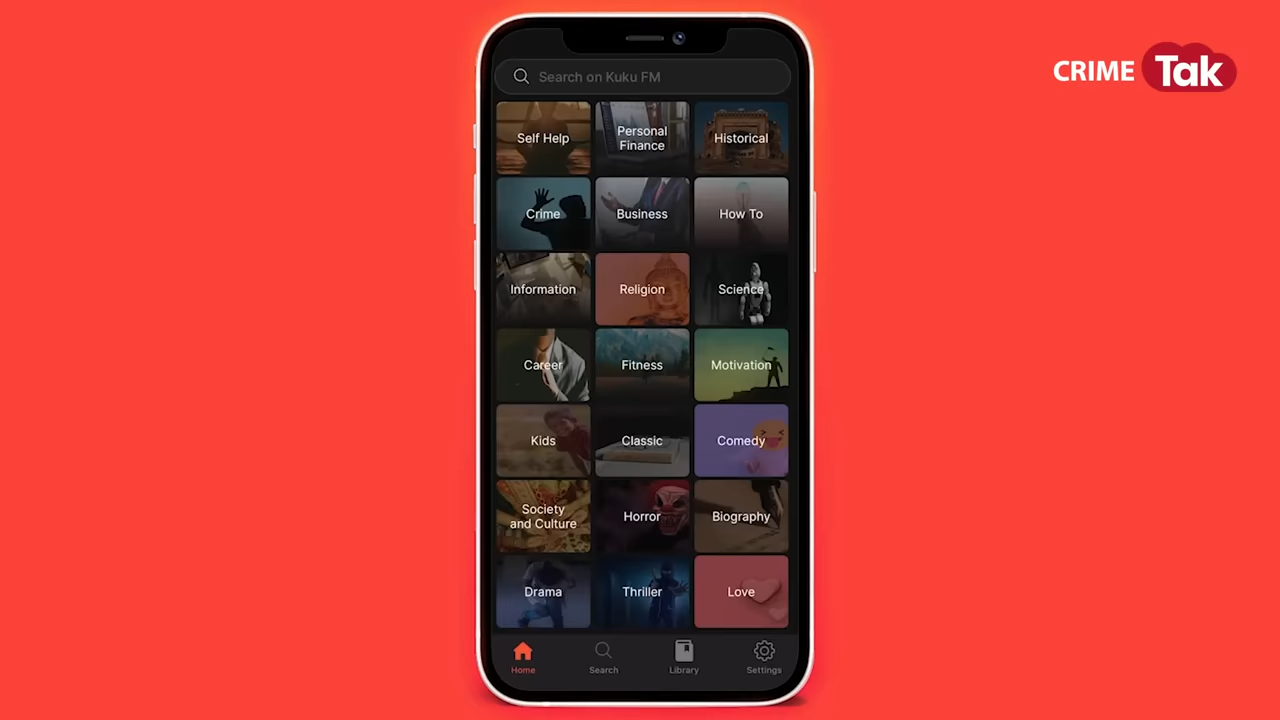 CRIME Tak
Search on Kuku FM
Self Help
Personal
Finance
Historical
Crime
Business
How To
Information
Religion
Science
Career
Fitness
Motivation
Kids
Classic
Comedy
Society
and Culture
Horror
Biography
Drama
Thriller
Love
Home
Search
Library
Settings